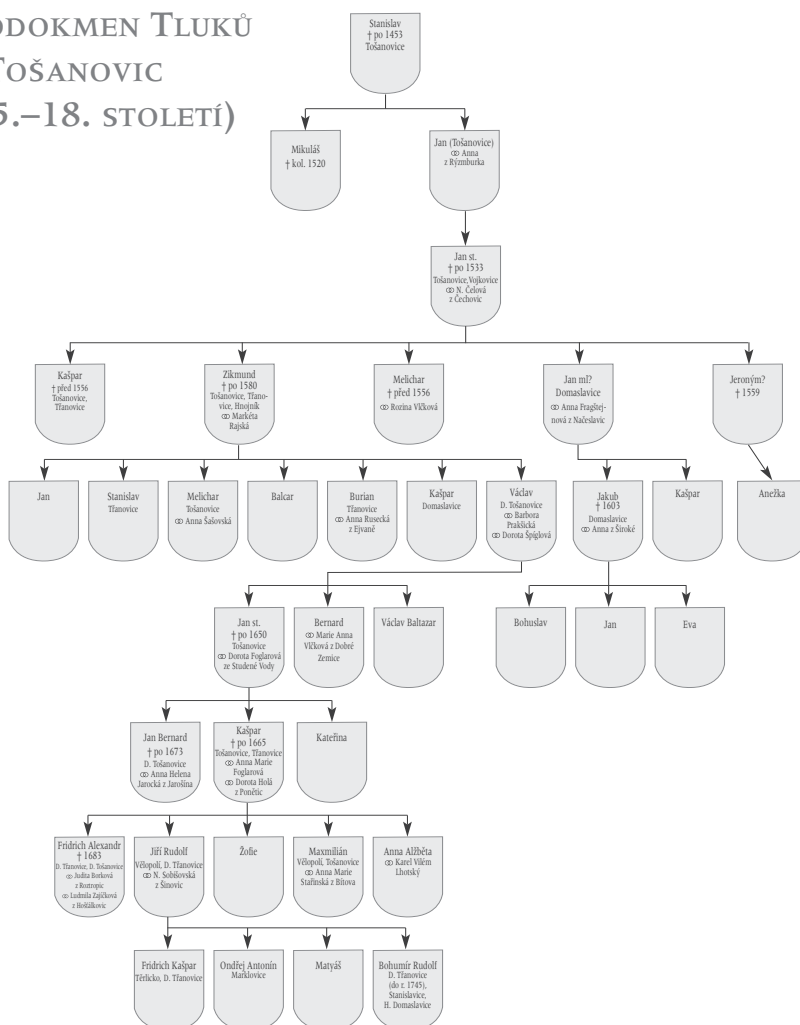 ODOKMEN TLUKŮ
TOŠANOVIC
5.–18. STOLETÍ)
Stanislav
† po 1453
Tošanovice
Mikuláš
† kol. 1520
Jan (Tošanovice)
⚭ Anna
z Rýzmburka
Jan st.
† po 1533
Tošanovice,Vojkovice
⚭ N. Čelová
z Čechovic
Kašpar
† před 1556
Tošanovice,
Třanovice
Zikmund
† po 1580
Tošanovice, Třano-
vice, Hnojník
⚭ Markéta
Rajská
Melichar
† před 1556
⚭ Rozina Vlčková
Jan ml?
Domaslavice
⚭ Anna Fragštej-
nová z Načeslavic
Jeroným?
† 1559
Jan
Stanislav
Třanovice
Melichar
Tošanovice
⚭ Anna Šašovská
Balcar
Burian
Třanovice
⚭ Anna Rusecká
z Ejvaně
Kašpar
Domaslavice
Václav
D. Tošanovice
⚭ Barbora
Prakšická
⚭ Dorota Špiglová
Jakub
† 1603
Domaslavice
⚭ Anna z Široké
Kašpar
Anežka
Jan st.
† po 1650
Tošanovice
⚭ Dorota Foglarová
ze Studené Vody
Bernard
⚭ Marie Anna
Vlčková z Dobré
Zemice
Václav Baltazar
Bohuslav
Jan
Eva
Jan Bernard
† po 1673
D. Tošanovice
⚭ Anna Helena
Jarocká z Jarošína
Kašpar
† po 1665
Tošanovice, Třanovice
⚭ Anna Marie
Foglarová
⚭ Dorota Holá
z Ponětic
Kateřina
Fridrich Alexandr
† 1683
D. Třanovice, D. Tošanovice
⚭ Judita Borková
z Roztropic
⚭ Ludmila Zajíčková
z Hošťálkovic
Jiří Rudolf
Vělopolí, D. Třanovice
⚭ N. Sobišovská
z Šinovic
Žofie
Maxmilián
Vělopolí, Tošanovice
⚭ Anna Marie
Stařinská z Bítova
Anna Alžběta
⚭ Karel Vilém
Lhotský
Fridrich Kašpar
Těrlicko, D. Třanovice
Ondřej Antonín
Marklovice
Matyáš
Bohumír Rudolf
D. Třanovice
(do r. 1745),
Stanislavice,
H. Domaslavice